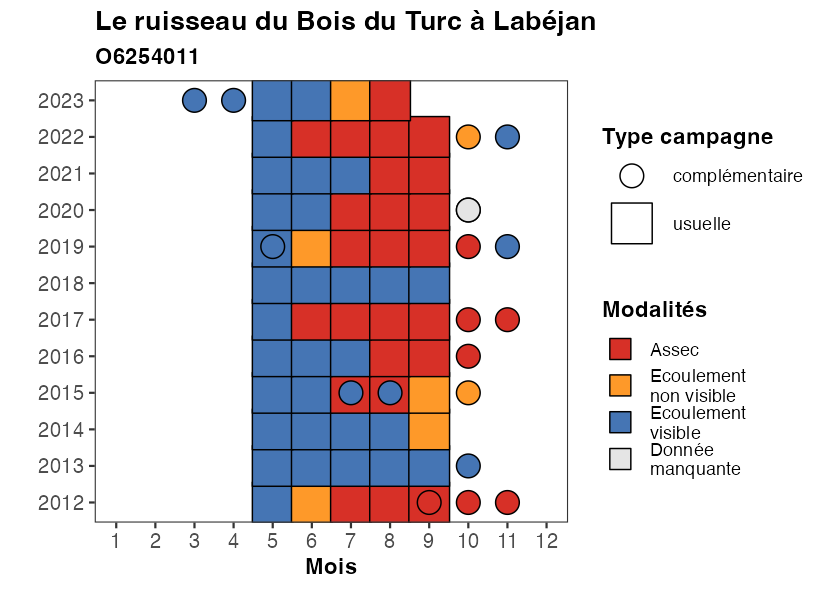 Le ruisseau du Bois du Turc à Labéjan
O6254011
2023
2022
2021
2020
2019
2018
2017
2016
2015
2014
2013
2012
1 2 3 4 5 6 7 8 9 10 11 12
Mois
Type campagne
complémentaire
usuelle
Modalités
Assec
Ecoulement
non visible
Ecoulement
visible
Donnée
manquante